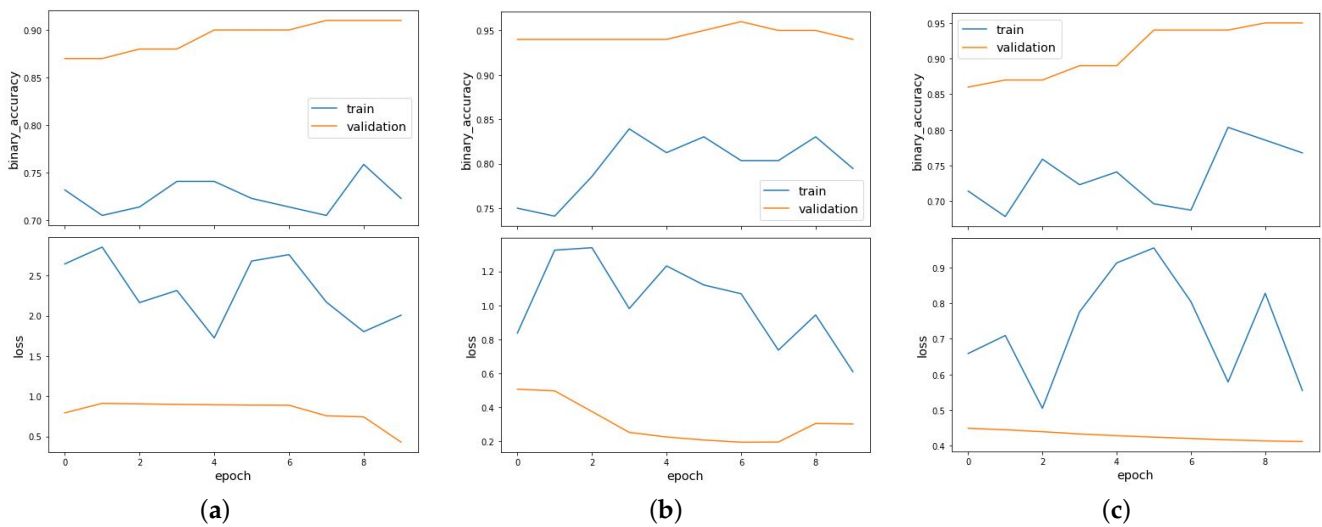 binary_accuracy
0.90
0.85
0.80
0.75
0.70
train
validation
loss
2.5
2.0
1.5
1.0
0.5
0 2 4 6 8
epoch
(a)
binary_accuracy
0.95
0.90
0.85
0.80
0.75
train
validation
loss
1.2
1.0
0.8
0.6
0.4
0.2
0 2 4 6 8
epoch
(b)
binary_accuracy
0.95
0.90
0.85
0.80
0.75
0.70
train
validation
loss
0.9
0.8
0.7
0.6
0.5
0.4
0 2 4 6 8
epoch
(c)